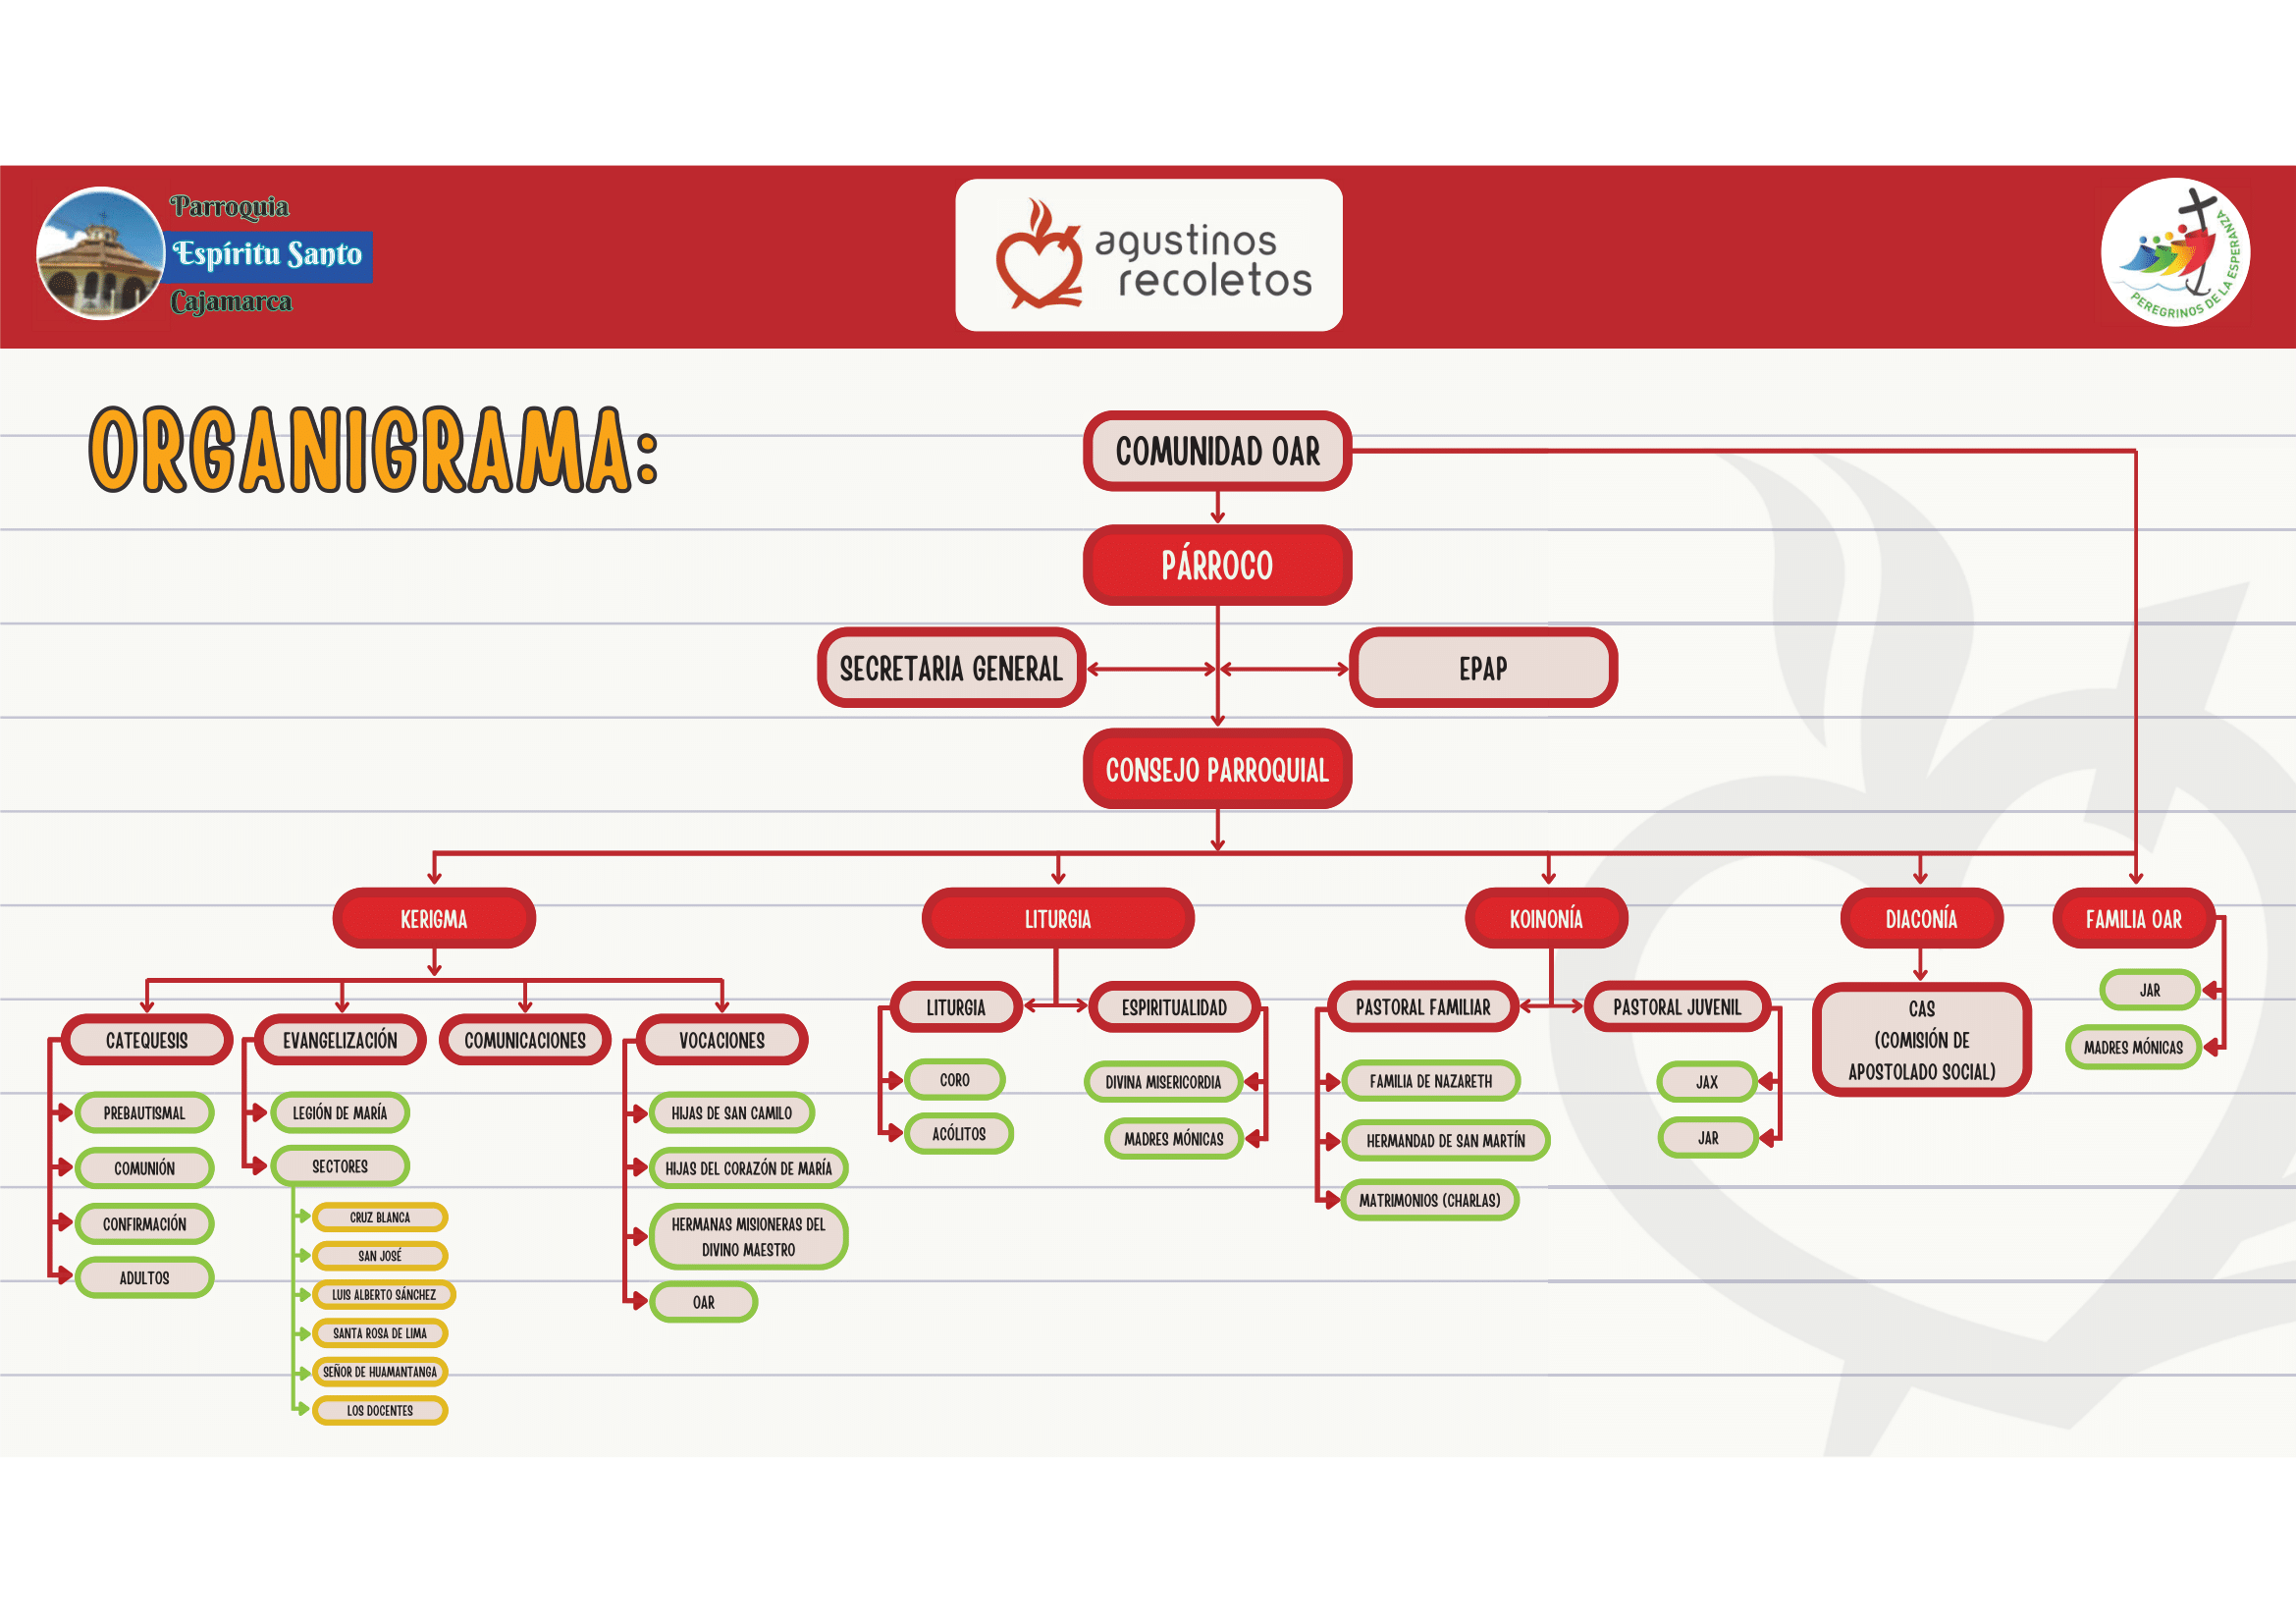 Parroquia
Espíritu Santo
Cajamarca
agustinos
recoletos
PEREGRINOS DE LA ESPERANZA
ORGANIGRAMA:
COMUNIDAD OAR
PÁRROCO
SECRETARIA GENERAL
EPAP
CONSEJO PARROQUIAL
KERIGMA
LITURGIA
KOINONÍA
DIACONÍA
FAMILIA OAR
CATEQUESIS
PREBAUTISMAL
COMUNIÓN
CONFIRMACIÓN
ADULTOS
EVANGELIZACIÓN
LEGIÓN DE MARÍA
SECTORES
CRUZ BLANCA
SAN JOSÉ
LUIS ALBERTO SÁNCHEZ
SANTA ROSA DE LIMA
SEÑOR DE HUAMANTANGA
LOS DOCENTES
COMUNICACIONES
VOCACIONES
HIJAS DE SAN CAMILO
HIJAS DEL CORAZÓN DE MARÍA
HERMANAS MISIONERAS DEL
DIVINO MAESTRO
OAR
LITURGIA
CORO
ACÓLITOS
ESPIRITUALIDAD
DIVINA MISERICORDIA
MADRES MÓNICAS
PASTORAL FAMILIAR
FAMILIA DE NAZARETH
HERMANDAD DE SAN MARTÍN
MATRIMONIOS (CHARLAS)
PASTORAL JUVENIL
JAX
JAR
CAS
(COMISIÓN DE
APOSTOLADO SOCIAL)
JAR
MADRES MÓNICAS